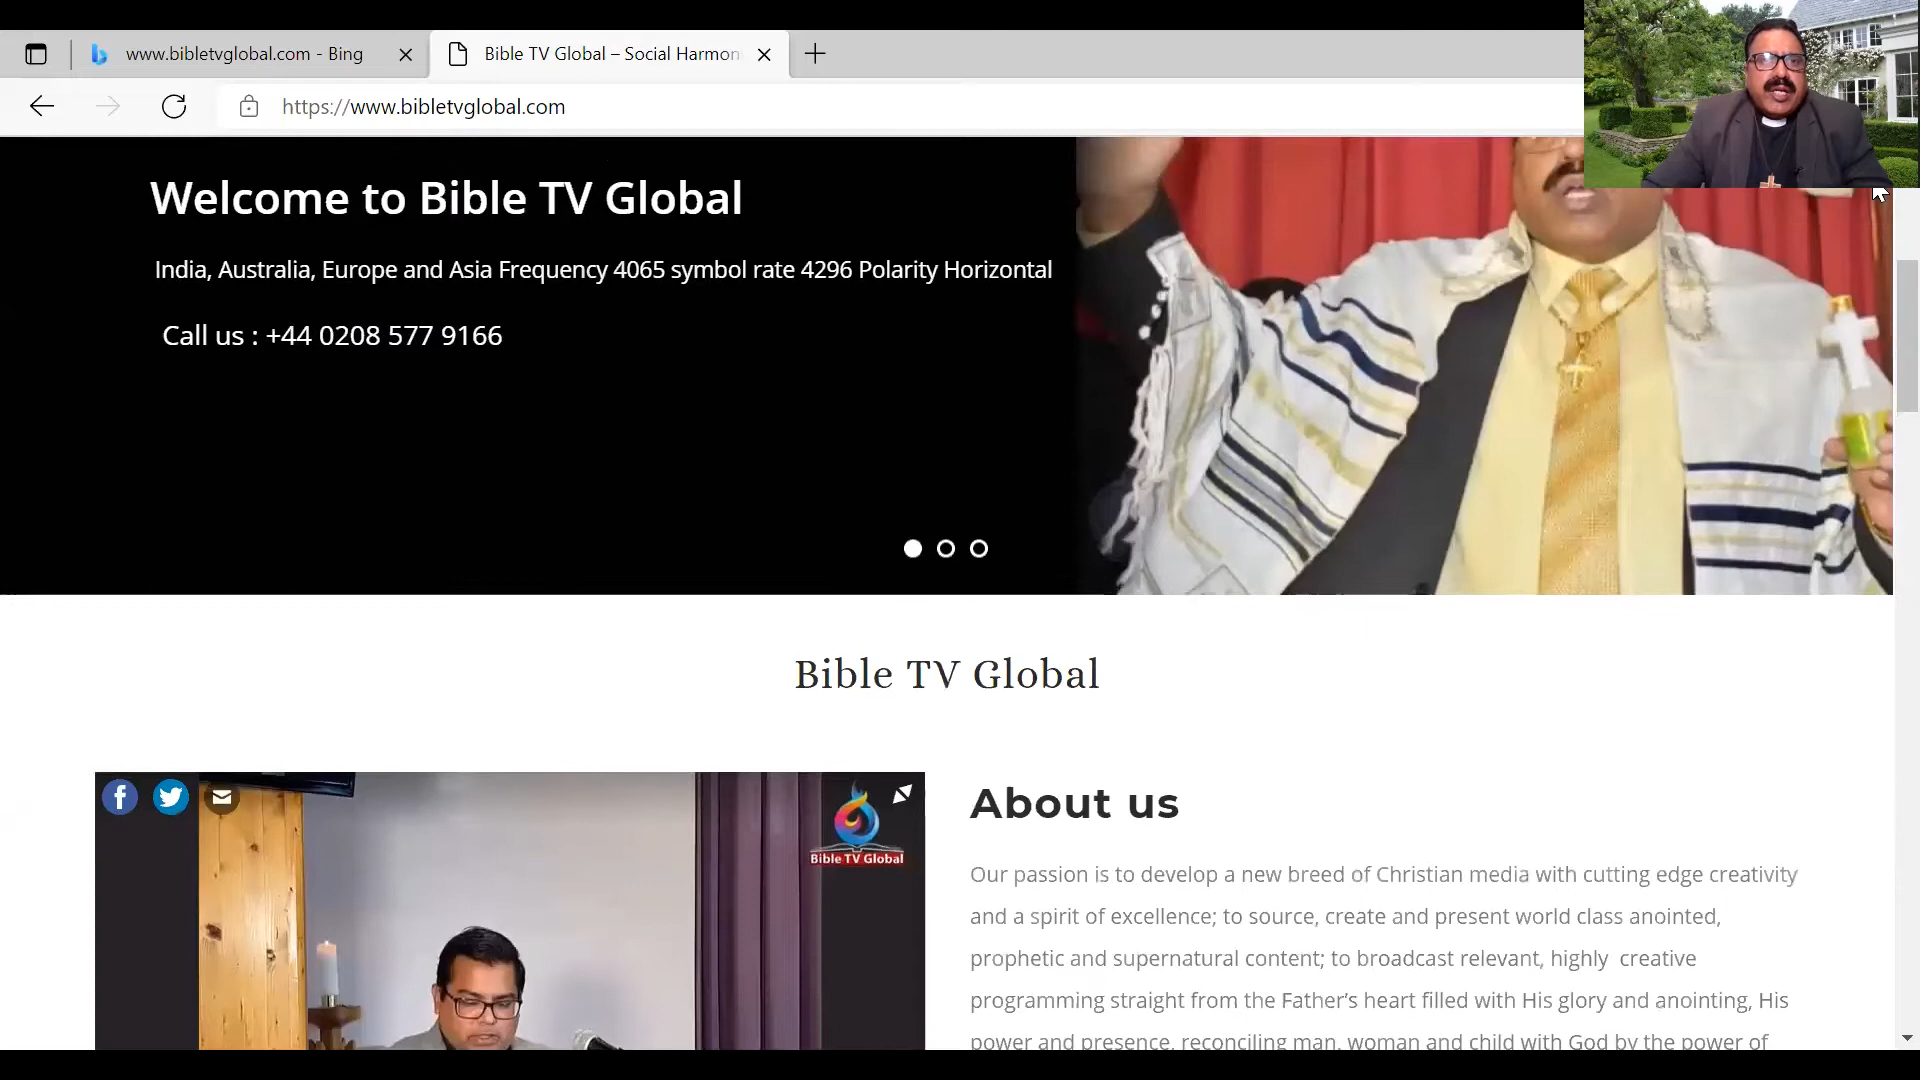 www.bibletvglobal.com - Bing
Bible TV Global – Social Harmon
https://www.bibletvglobal.com
Welcome to Bible TV Global
India, Australia, Europe and Asia Frequency 4065 symbol rate 4296 Polarity Horizontal
Call us : +44 0208 577 9166
Bible TV Global
Bible TV Global
About us
Our passion is to develop a new breed of Christian media with cutting edge creativity
and a spirit of excellence; to source, create and present world class anointed,
prophetic and supernatural content; to broadcast relevant, highly creative
programming straight from the Father’s heart filled with His glory and anointing, His
power and presence, reconciling man, woman and child with God by the power of